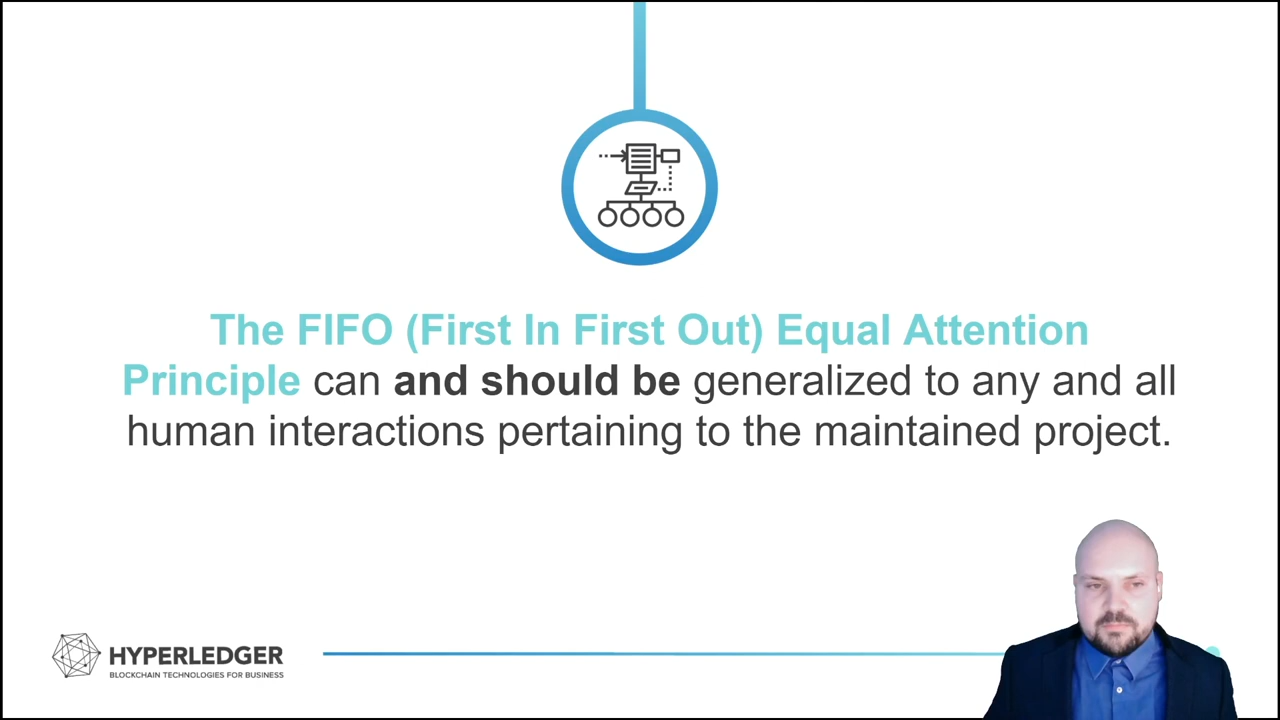 The FIFO (First In First Out) Equal Attention
Principle can and should be generalized to any and all
human interactions pertaining to the maintained project.
HYPERLEDGER
BLOCKCHAIN TECHNOLOGIES FOR BUSINESS